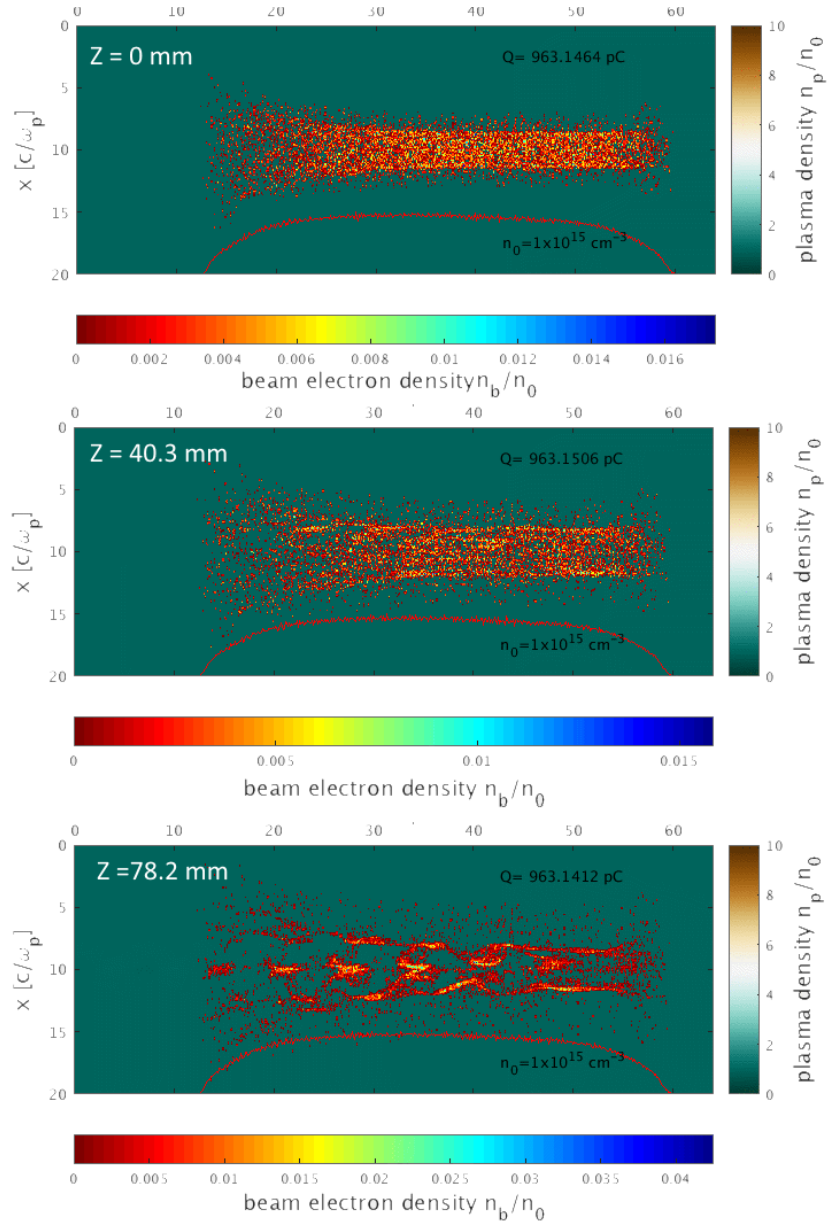 0 10 20 30 40 50 60
Z = 0 mm
Q= 963.1464 pC
0
5
10
15
20
x [c/ω_p]
n_0=1x10^15 cm^−3
10
8
6
4
2
0
plasma density n_p/n_0
0 0.002 0.004 0.006 0.008 0.01 0.012 0.014 0.016
beam electron density n_b/n_0
0 10 20 30 40 50 60
Z = 40.3 mm
Q= 963.1506 pC
0
5
10
15
20
x [c/ω_p]
n_0=1x10^15 cm^−3
10
8
6
4
2
0
plasma density n_p/n_0
0 0.005 0.01 0.015
beam electron density n_b/n_0
0 10 20 30 40 50 60
Z =78.2 mm
Q= 963.1412 pC
0
5
10
15
20
x [c/ω_p]
n_0=1x10^15 cm^−3
10
8
6
4
2
0
plasma density n_p/n_0
0 0.005 0.01 0.015 0.02 0.025 0.03 0.035 0.04
beam electron density n_b/n_0